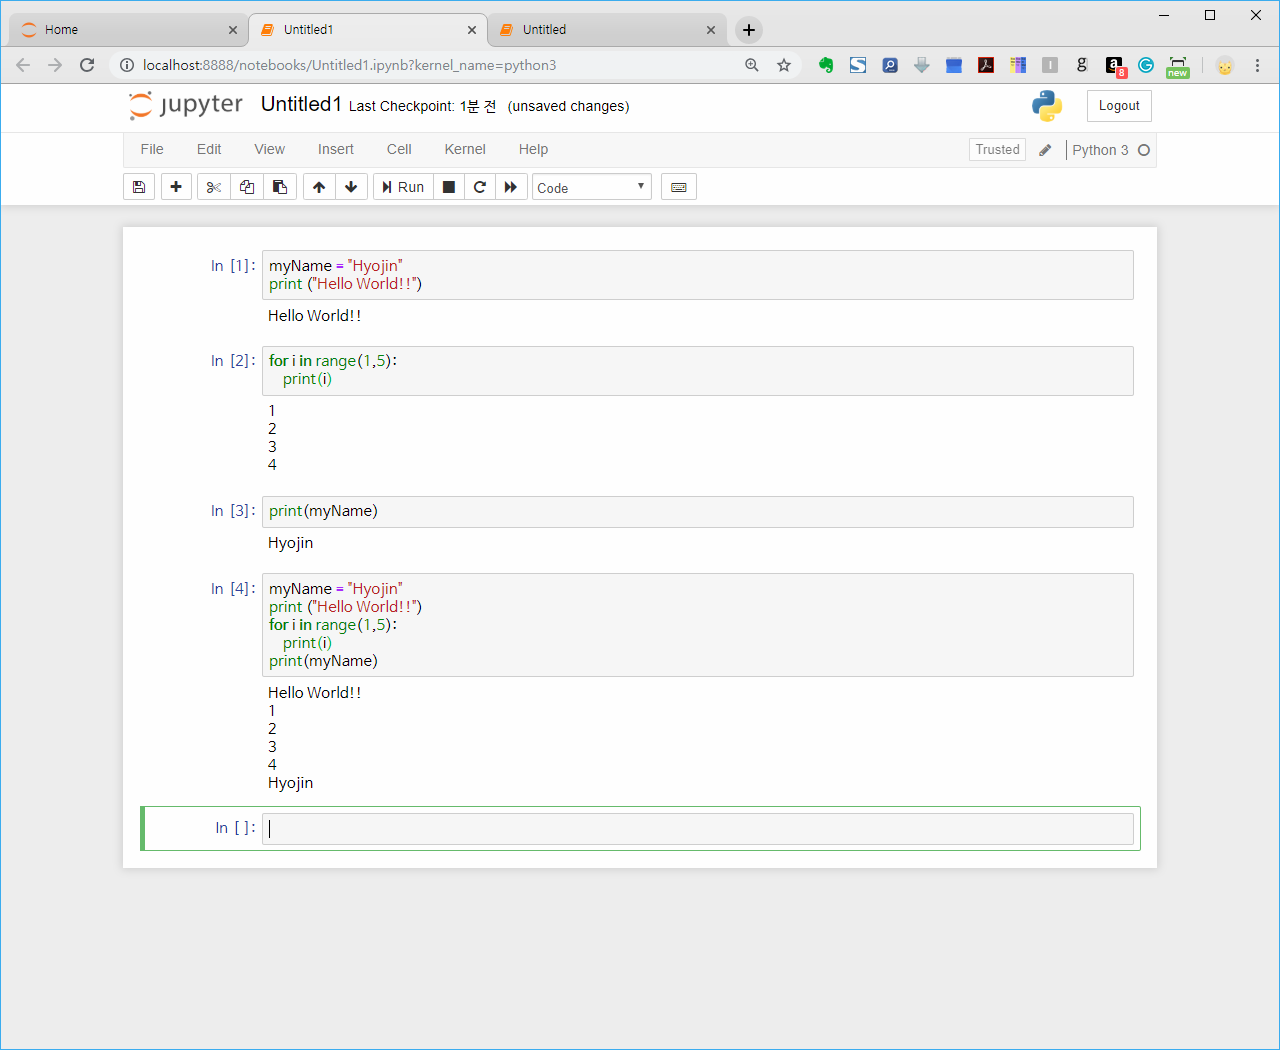 Home
Untitled1
Untitled
localhost:8888/notebooks/Untitled1.ipynb?kernel_name=python3
8
new
jupyter Untitled1 Last Checkpoint: 1분 전 (unsaved changes)
Logout
File Edit View Insert Cell Kernel Help
Trusted
Python 3
Run
Code
In [1]: myName = "Hyojin"
print ("Hello World!!")
Hello World!!
In [2]: for i in range(1,5):
print(i)
1
2
3
4
In [3]: print(myName)
Hyojin
In [4]: myName = "Hyojin"
print ("Hello World!!")
for i in range(1,5):
print(i)
print(myName)
Hello World!!
1
2
3
4
Hyojin
In [ ]: